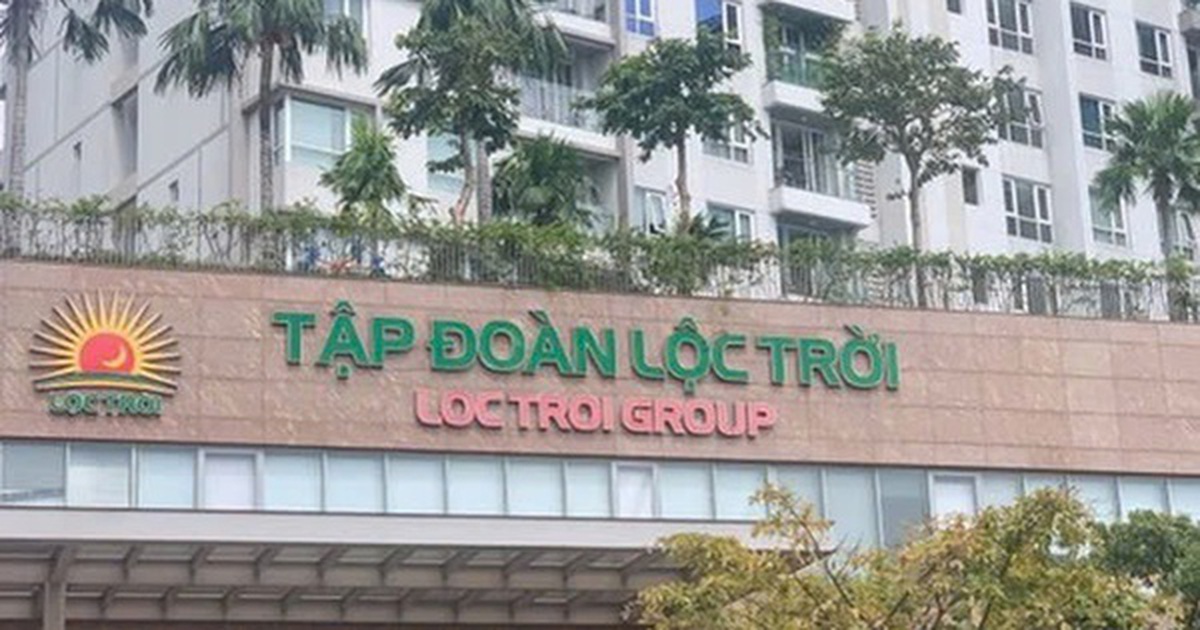 TẬP ĐOÀN LỘC TRỜI
LOC TROI GROUP
LỘC TRỜI